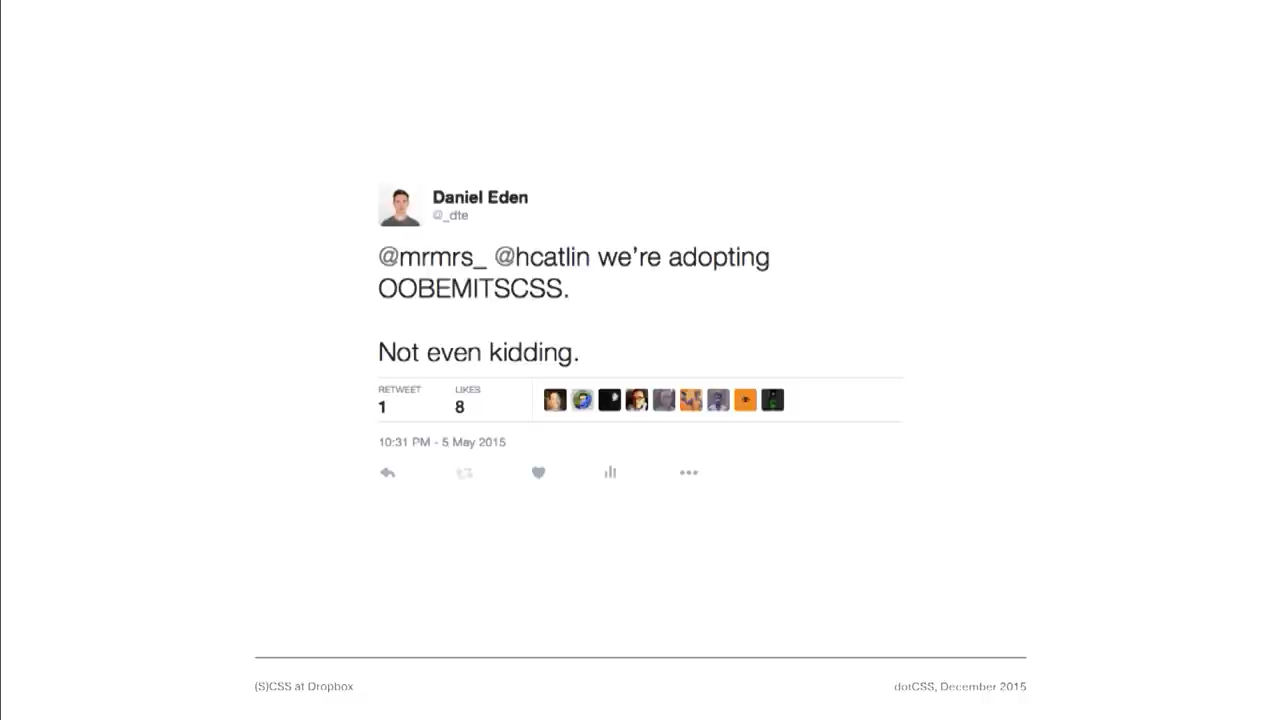 Daniel Eden
@_dte
@mrmrs_ @hcatlin we're adopting
OOBEMITSCSS.
Not even kidding.
RETWEET LIKES
1 8
10:31 PM - 5 May 2015
(S)CSS at Dropbox
dotCSS, December 2015